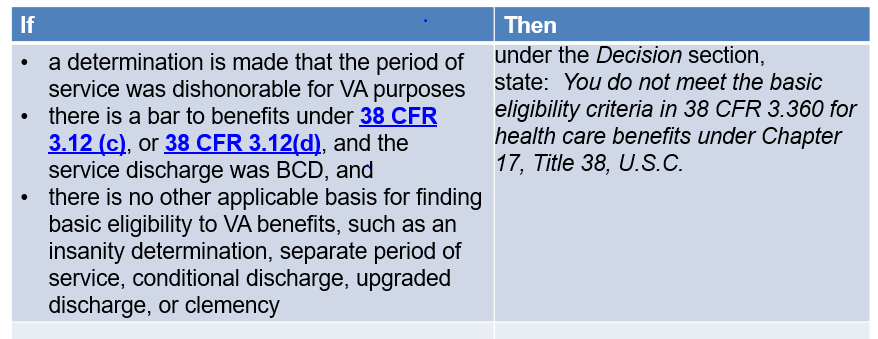 If
Then
• a determination is made that the period of
service was dishonorable for VA purposes
• there is a bar to benefits under 38 CFR
3.12 (c), or 38 CFR 3.12(d), and the
service discharge was BCD, and
• there is no other applicable basis for finding
basic eligibility to VA benefits, such as an
insanity determination, separate period of
service, conditional discharge, upgraded
discharge, or clemency
under the Decision section,
state:  You do not meet the basic
eligibility criteria in 38 CFR 3.360 for
health care benefits under Chapter
17, Title 38, U.S.C.